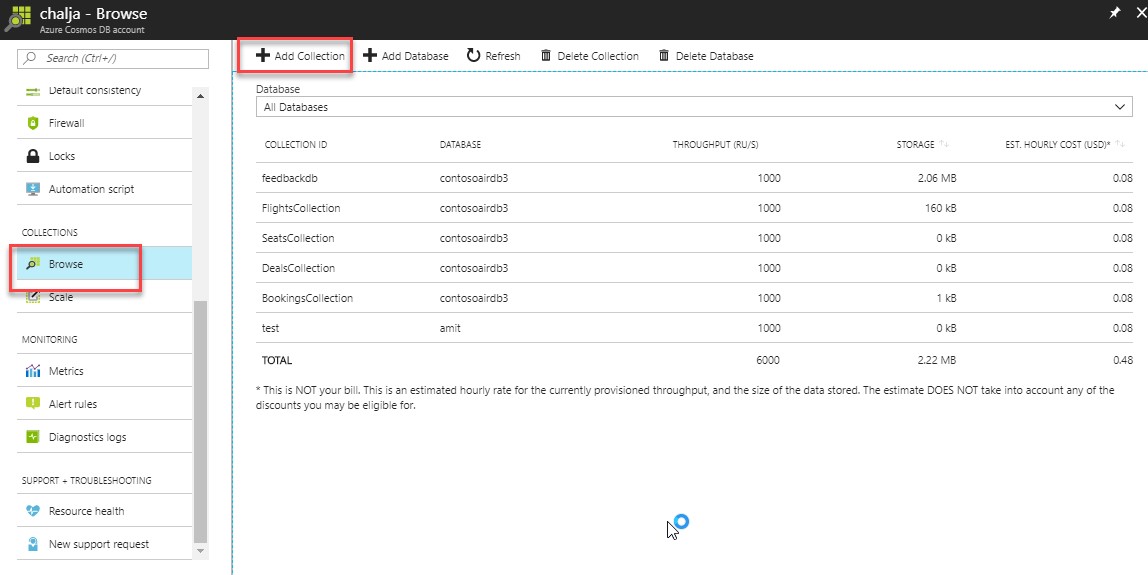 chalja - Browse
Azure Cosmos DB account
Search (Ctrl+/)
Default consistency
Firewall
Locks
Automation script
COLLECTIONS
Browse
Scale
MONITORING
Metrics
Alert rules
Diagnostics logs
SUPPORT + TROUBLESHOOTING
Resource health
New support request
Add Collection Add Database Refresh Delete Collection Delete Database
Database
All Databases
COLLECTION ID DATABASE THROUGHPUT (RU/S) STORAGE EST. HOURLY COST (USD)*
feedbackdb contosoairdb3 1000 2.06 MB 0.08
FlightsCollection contosoairdb3 1000 160 kB 0.08
SeatsCollection contosoairdb3 1000 0 kB 0.08
DealsCollection contosoairdb3 1000 0 kB 0.08
BookingsCollection contosoairdb3 1000 1 kB 0.08
test amit 1000 0 kB 0.08
TOTAL 6000 2.22 MB 0.48
* This is NOT your bill. This is an estimated hourly rate for the currently provisioned throughput, and the size of the data stored. The estimate DOES NOT take into account any of the
discounts you may be eligible for.